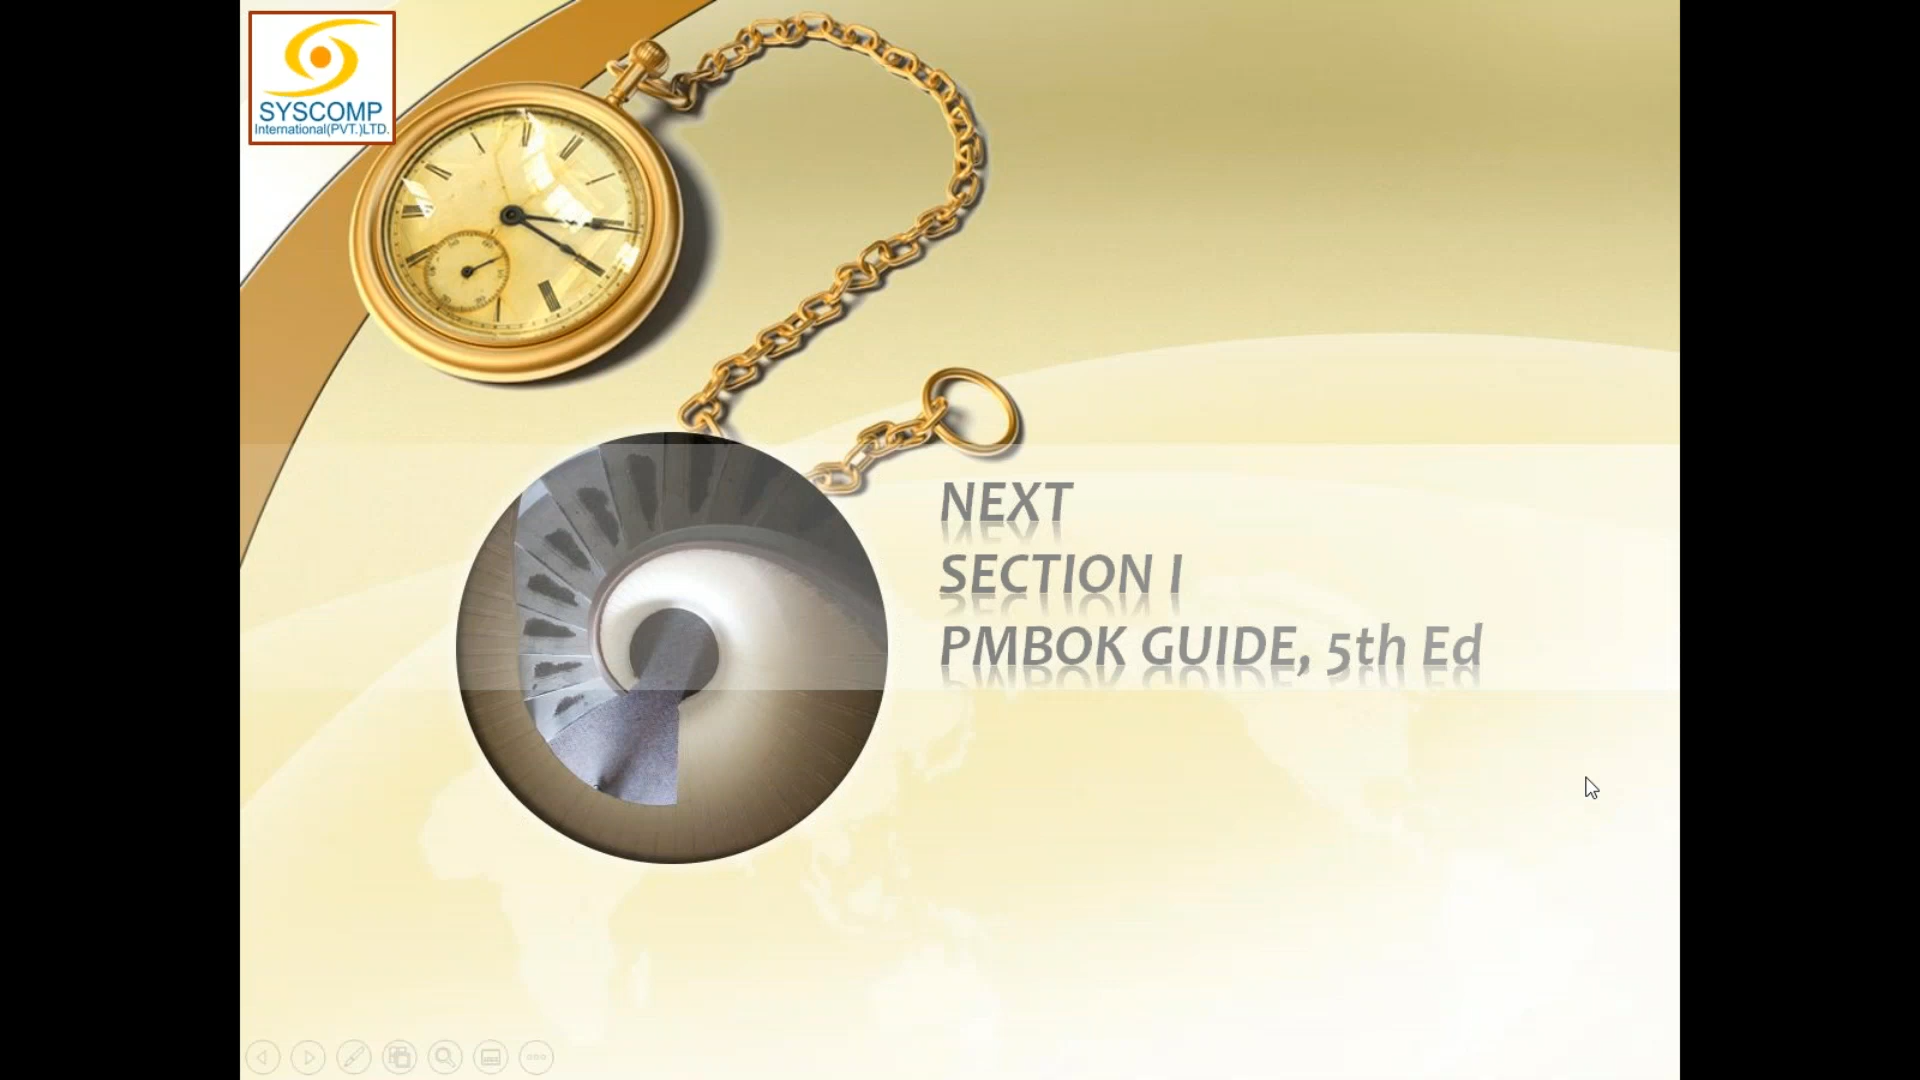 SYSCOMP
International(PVT.)LTD.
NEXT
SECTION I
PMBOK GUIDE, 5th Ed